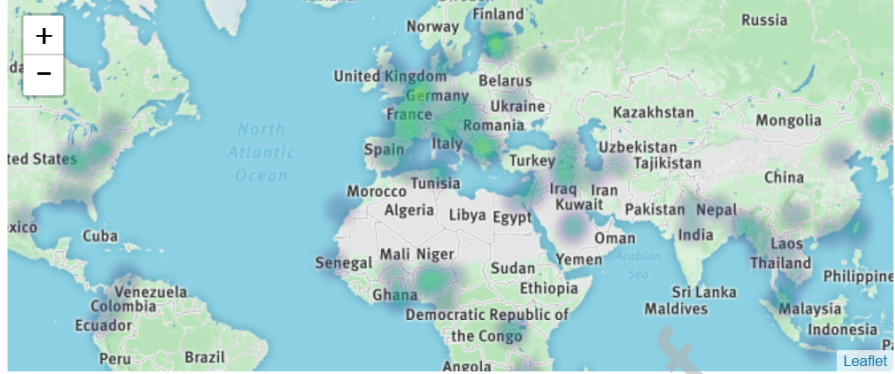 Finland
Norway
Russia
+
−
United Kingdom
Belarus
Germany
Ukraine
Kazakhstan
Mongolia
France
Romania
North
Atlantic
Ocean
Spain
Italy
Turkey
Uzbekistan
Tajikistan
ted States
China
Morocco
Tunisia
Iraq
Iran
Kuwait
Algeria
Libya
Egypt
Pakistan
Nepal
xico
Cuba
India
Oman
Laos
Senegal
Mali
Niger
Yemen
Arabian
Sea
Thailand
Sudan
Philippine
Venezuela
Ghana
Ethiopia
Sri Lanka
Colombia
Maldives
Malaysia
Ecuador
Democratic Republic of
the Congo
Indonesia
Peru
Brazil
Angola
Leaflet